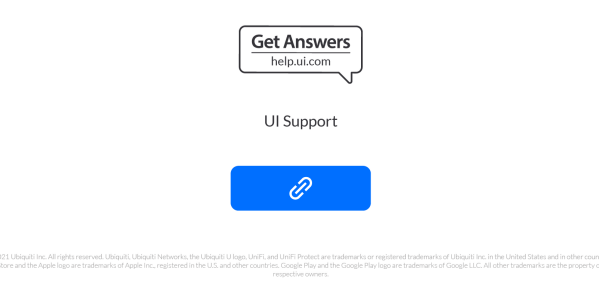 Get Answers
help.ui.com
UI Support
21 Ubiquiti Inc. All rights reserved. Ubiquiti, Ubiquiti Networks, the Ubiquiti U logo, UniFi, and UniFi Protect are trademarks or registered trademarks of Ubiquiti Inc. in the United States and in other coun
tore and the Apple logo are trademarks of Apple Inc., registered in the U.S. and other countries. Google Play and the Google Play logo are trademarks of Google LLC. All other trademarks are the property o
respective owners.